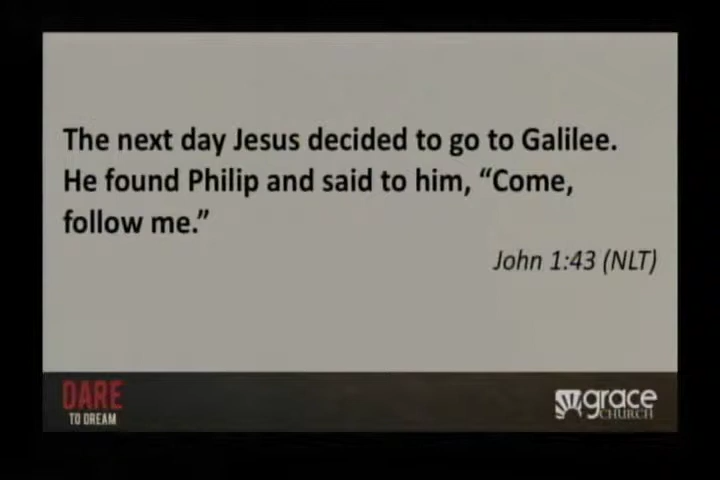 The next day Jesus decided to go to Galilee.
He found Philip and said to him, “Come,
follow me.”
John 1:43 (NLT)
DARE
TO DREAM
grace
CHURCH